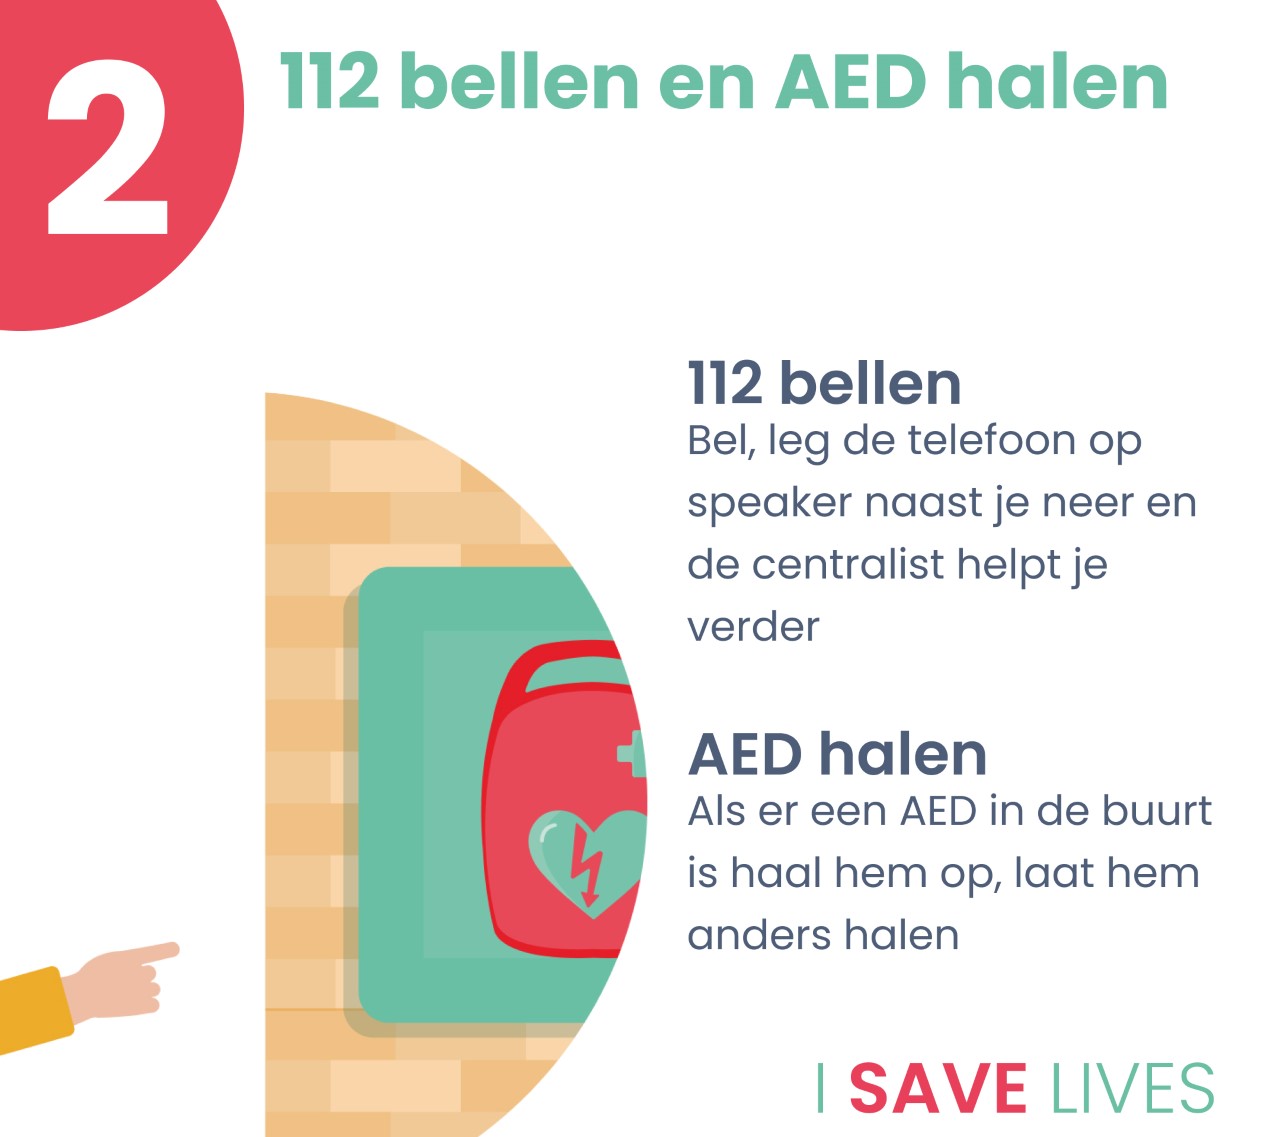 2
112 bellen en AED halen
112 bellen
Bel, leg de telefoon op
speaker naast je neer en
de centralist helpt je
verder
AED halen
Als er een AED in de buurt
is haal hem op, laat hem
anders halen
I SAVE LIVES